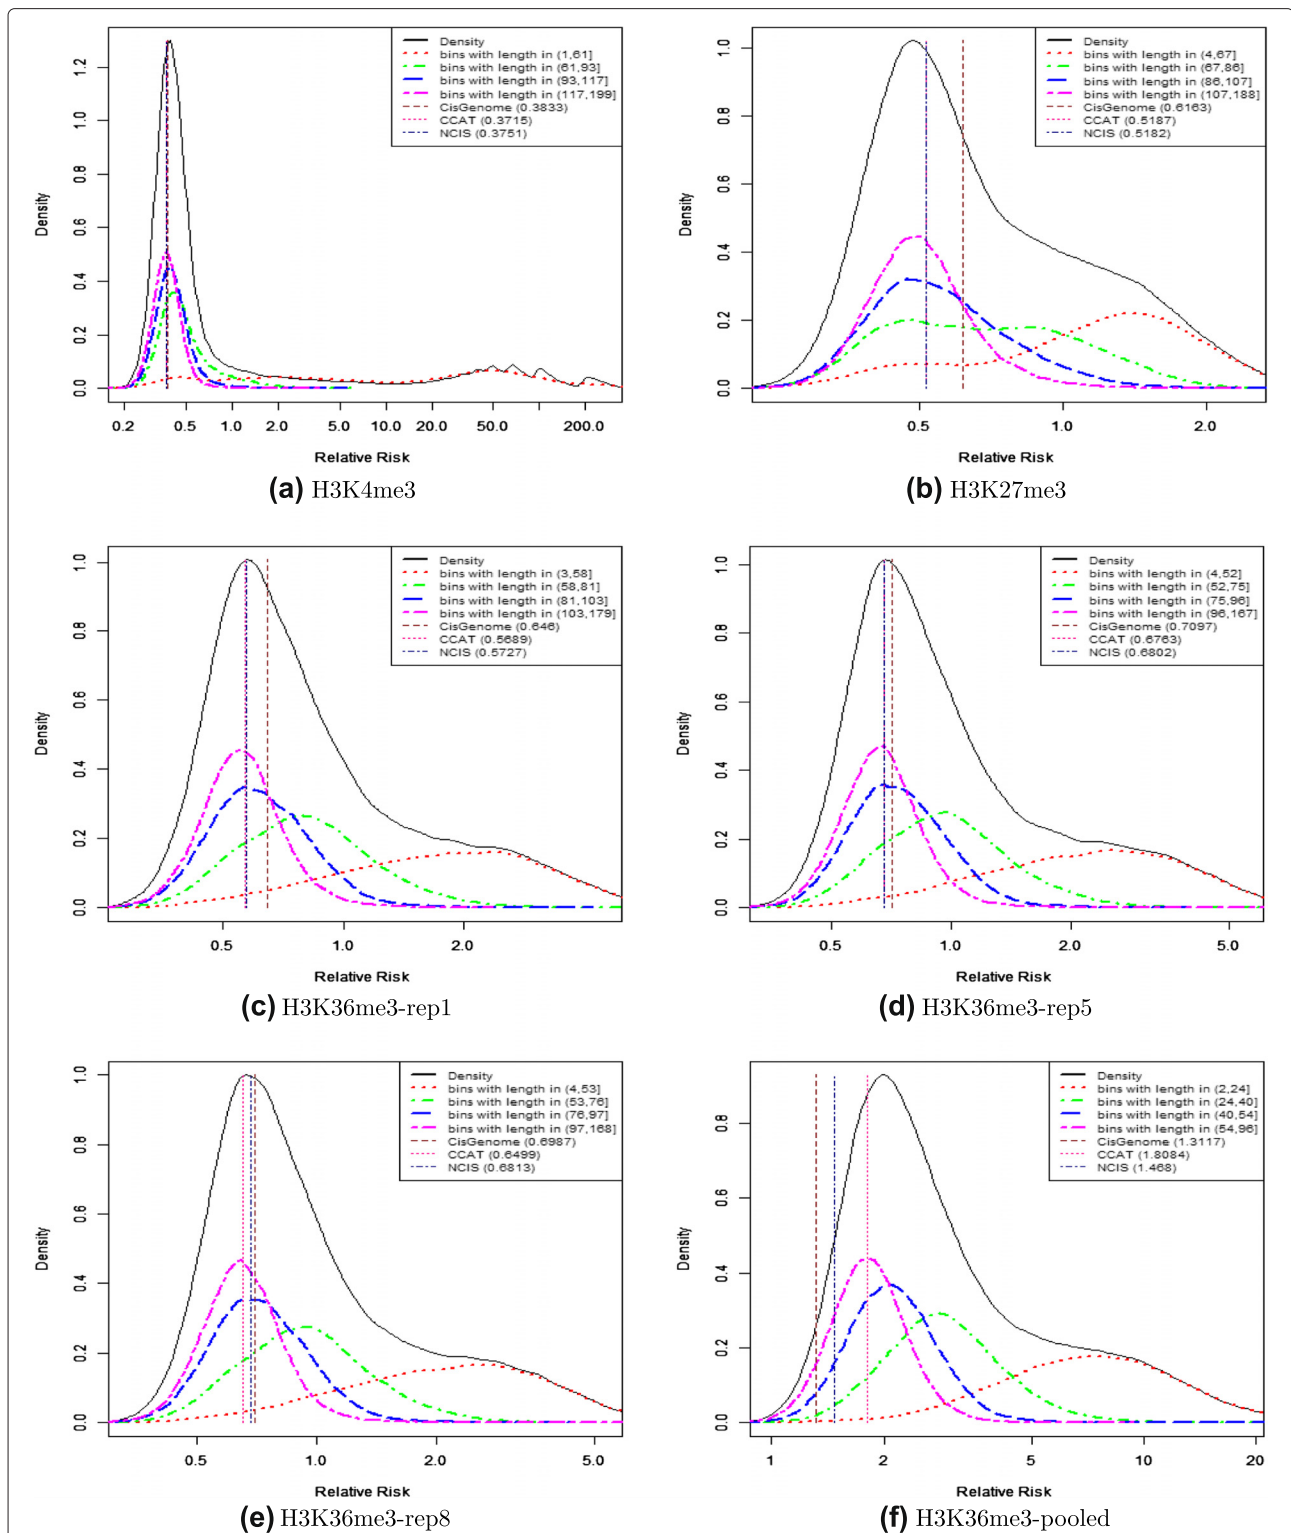 Density
bins with length in (1,61]
bins with length in (61,93]
bins with length in (93,117]
bins with length in (117,199]
CisGenome (0.3833)
CCAT (0.3715)
NCIS (0.3751)
Density
0.0 0.2 0.4 0.6 0.8 1.0 1.2
0.2 0.5 1.0 2.0 5.0 10.0 20.0 50.0 200.0
Relative Risk
(a) H3K4me3
Density
bins with length in (4,67]
bins with length in (67,86]
bins with length in (86,107]
bins with length in (107,188]
CisGenome (0.6163)
CCAT (0.5187)
NCIS (0.5182)
Density
0.0 0.2 0.4 0.6 0.8 1.0
0.5 1.0 2.0
Relative Risk
(b) H3K27me3
Density
bins with length in (3,58]
bins with length in (58,81]
bins with length in (81,103]
bins with length in (103,179]
CisGenome (0.646)
CCAT (0.5689)
NCIS (0.5727)
Density
0.0 0.2 0.4 0.6 0.8 1.0
0.5 1.0 2.0
Relative Risk
(c) H3K36me3-rep1
Density
bins with length in (4,52]
bins with length in (52,75]
bins with length in (75,96]
bins with length in (96,167]
CisGenome (0.7097)
CCAT (0.6763)
NCIS (0.6802)
Density
0.0 0.2 0.4 0.6 0.8 1.0
0.5 1.0 2.0 5.0
Relative Risk
(d) H3K36me3-rep5
Density
bins with length in (4,53]
bins with length in (53,76]
bins with length in (76,97]
bins with length in (97,168]
CisGenome (0.6987)
CCAT (0.6499)
NCIS (0.6813)
Density
0.0 0.2 0.4 0.6 0.8 1.0
0.5 1.0 2.0 5.0
Relative Risk
(e) H3K36me3-rep8
Density
bins with length in (2,24]
bins with length in (24,40]
bins with length in (40,54]
bins with length in (54,96]
CisGenome (1.3117)
CCAT (1.8084)
NCIS (1.468)
Density
0.0 0.2 0.4 0.6 0.8
1 2 5 10 20
Relative Risk
(f) H3K36me3-pooled